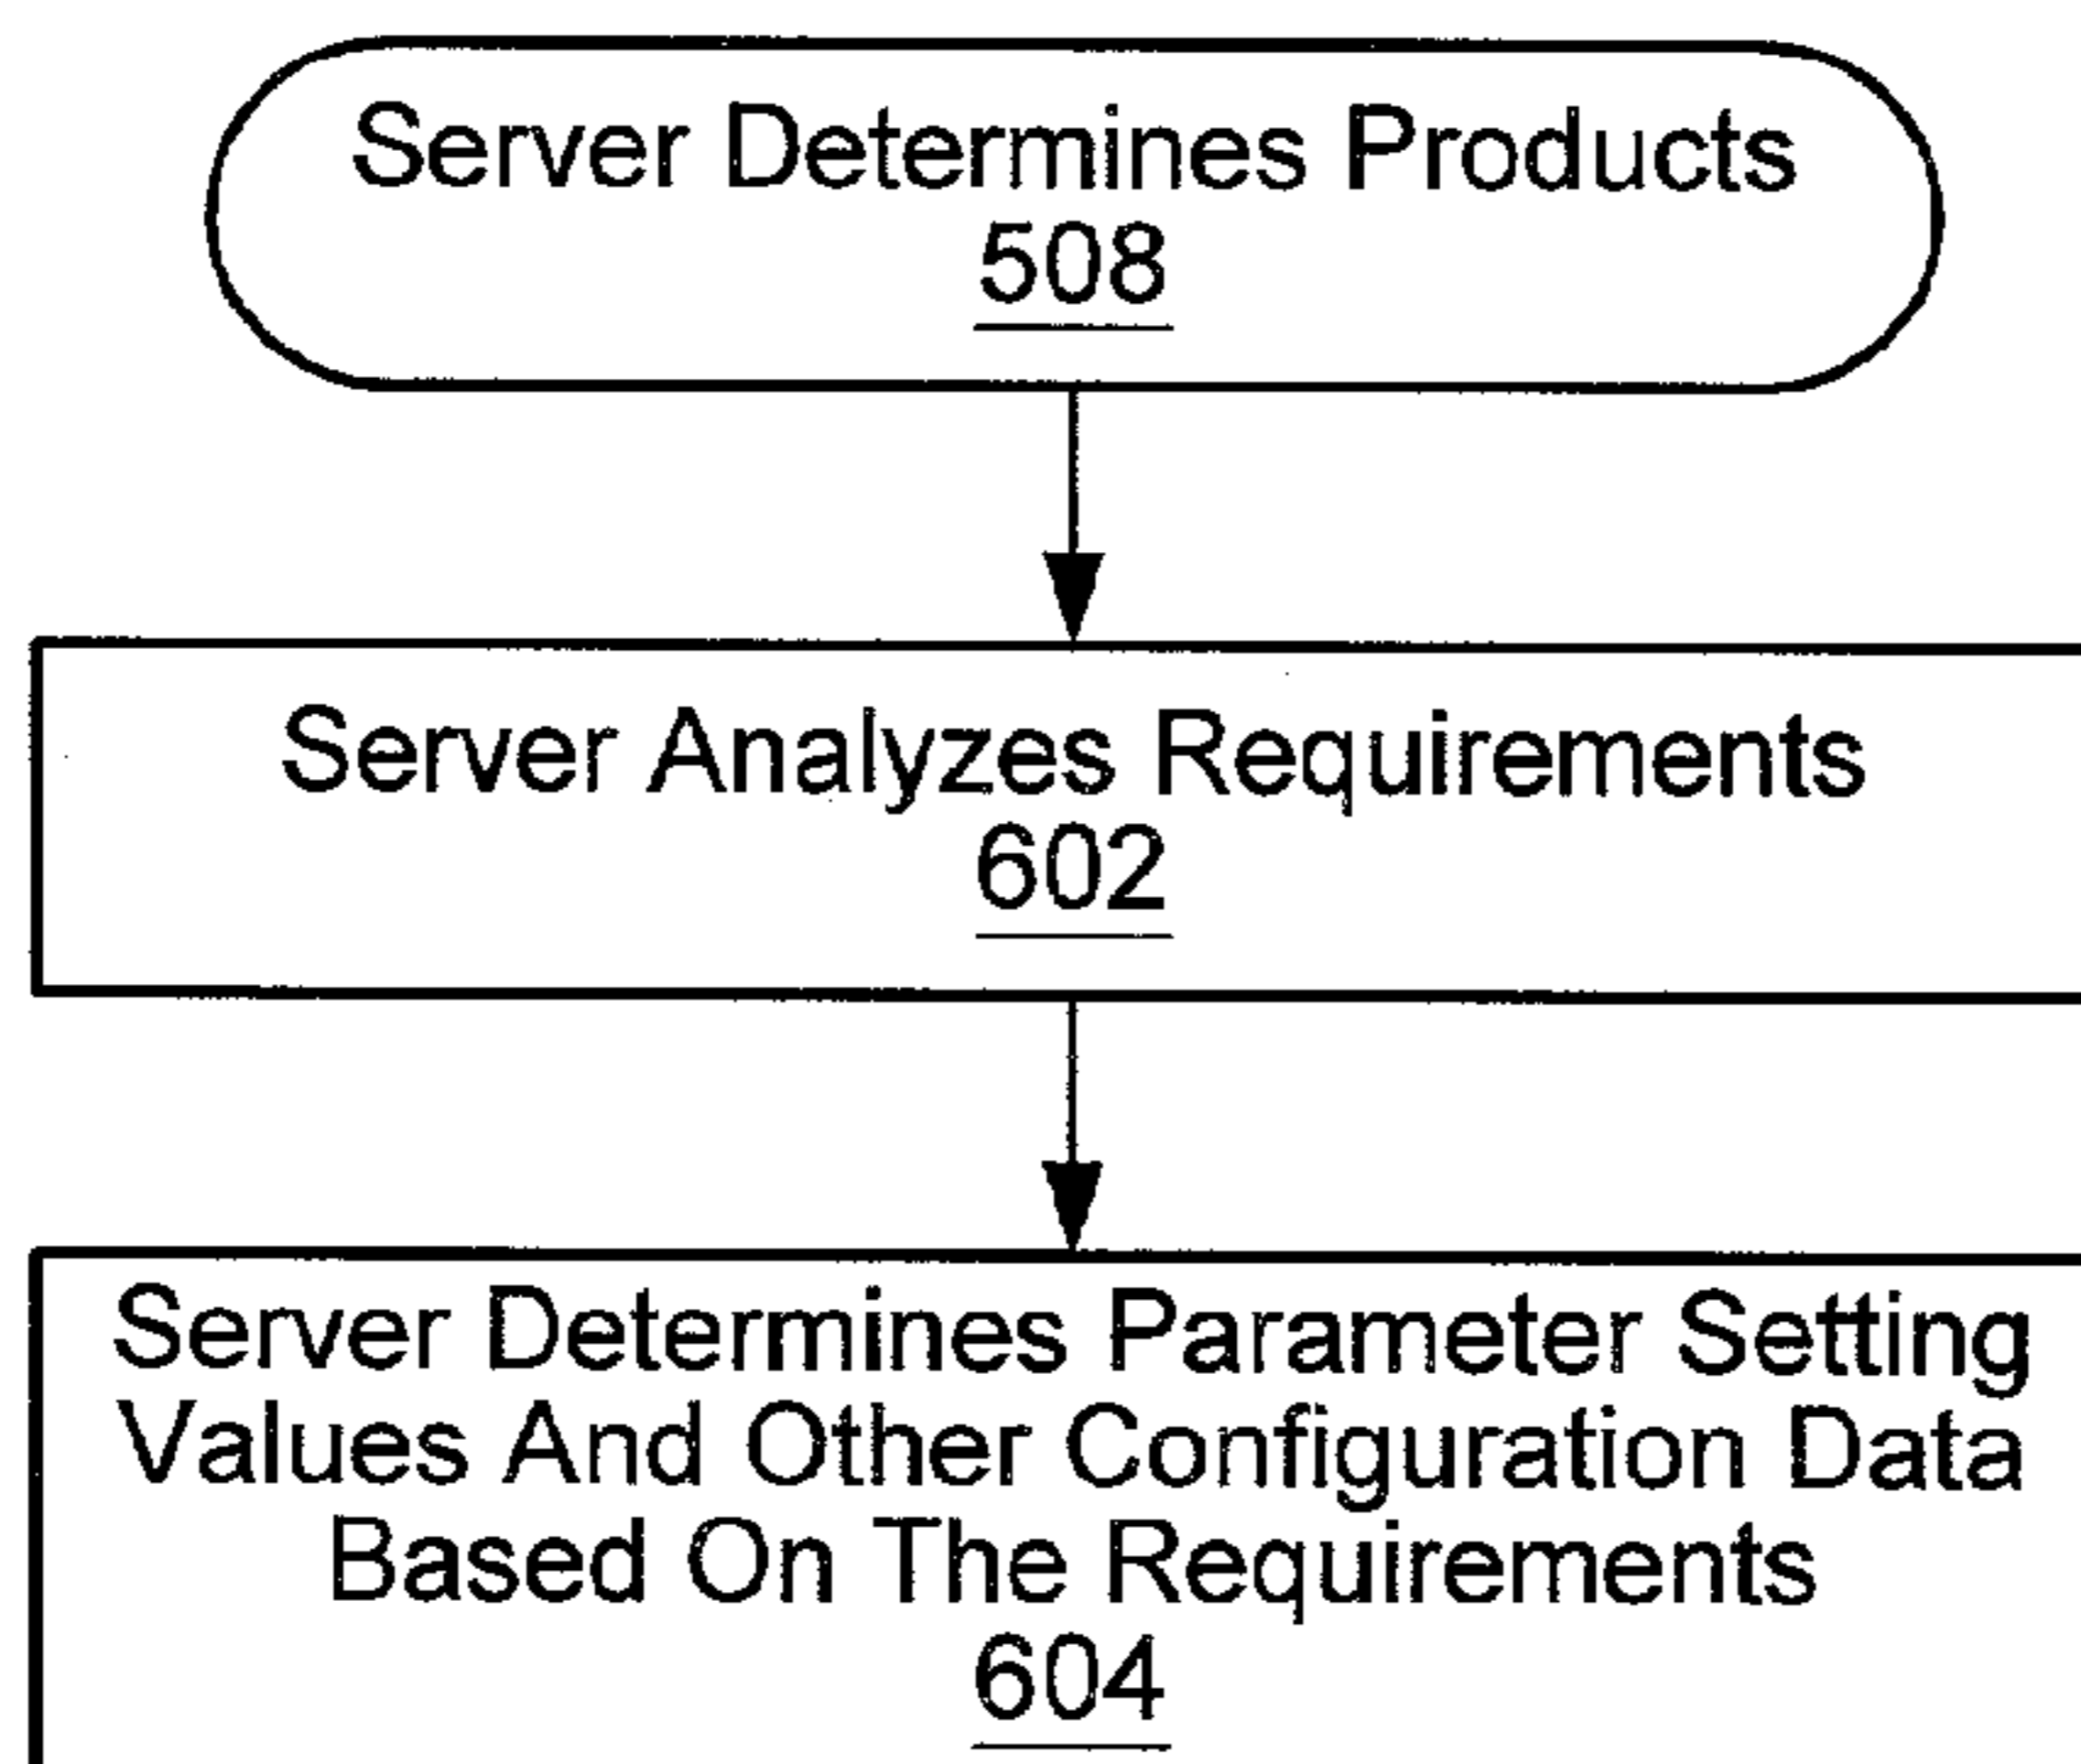 Server Determines Products
508
Server Analyzes Requirements
602
Server Determines Parameter Setting
Values And Other Configuration Data
Based On The Requirements
604